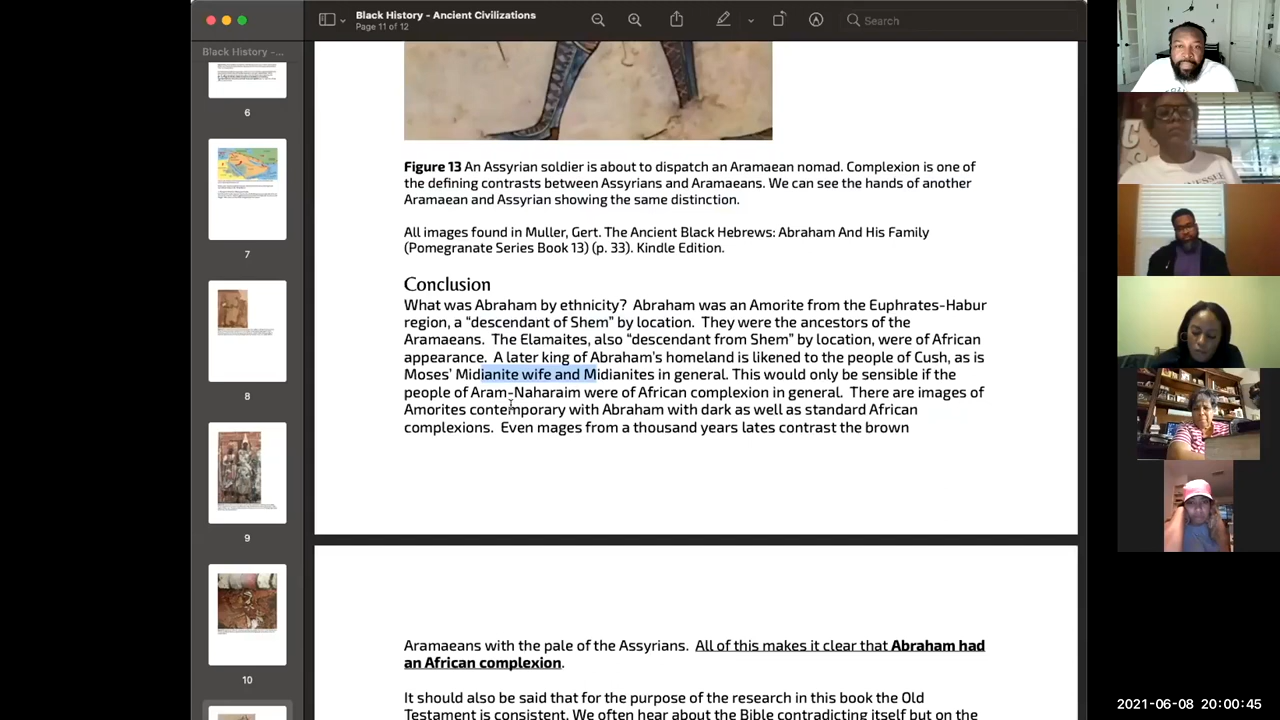 Black History - Ancient Civilizations
Page 11 of 12
Search
Black History -...
6
7
8
9
10
Figure 13 An Assyrian soldier is about to dispatch an Aramaean nomad. Complexion is one of
the defining contrasts between Assyrians and Aramaeans. We can see the hands of another
Aramaean and Assyrian showing the same distinction.
All images found in Muller, Gert. The Ancient Black Hebrews: Abraham And His Family
(Pomegranate Series Book 13) (p. 33). Kindle Edition.
Conclusion
What was Abraham by ethnicity? Abraham was an Amorite from the Euphrates-Habur
region, a “descendant of Shem” by location. They were the ancestors of the
Aramaeans. The Elamaites, also “descendant from Shem” by location, were of African
appearance. A later king of Abraham’s homeland is likened to the people of Cush, as is
Moses’ Midianite wife and Midianites in general. This would only be sensible if the
people of Aram-Naharaim were of African complexion in general. There are images of
Amorites contemporary with Abraham with dark as well as standard African
complexions. Even mages from a thousand years lates contrast the brown
Aramaeans with the pale of the Assyrians. All of this makes it clear that Abraham had
an African complexion.
It should also be said that for the purpose of the research in this book the Old
Testament is consistent. We often hear about the Bible contradicting itself but on the
2021-06-08 20:00:45